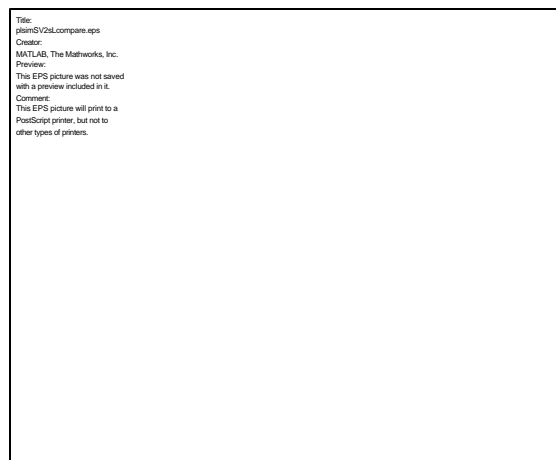 Title:
plsimSV2sLcompare.eps
Creator:
MATLAB, The Mathworks, Inc.
Preview:
This EPS picture was not saved
with a preview included in it.
Comment:
This EPS picture will print to a
PostScript printer, but not to
other types of printers.